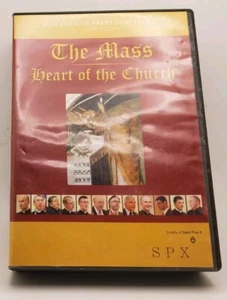 The Mass
Heart of the Church
Society of Saint Pius X
SPX